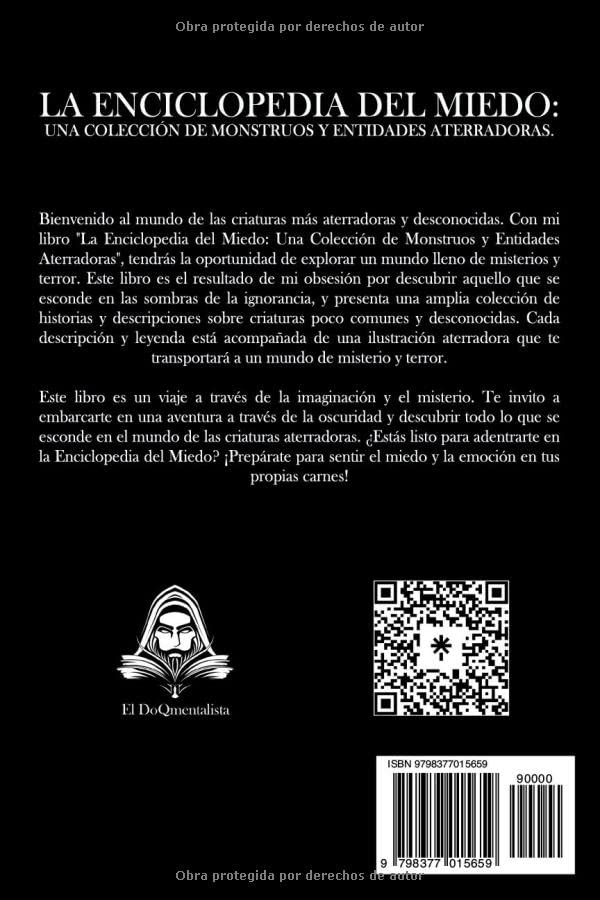 Obra protegida por derechos de autor
LA ENCICLOPEDIA DEL MIEDO:
UNA COLECCIÓN DE MONSTRUOS Y ENTIDADES ATERRADORAS.
Bienvenido al mundo de las criaturas más aterradoras y desconocidas. Con mi
libro "La Enciclopedia del Miedo: Una Colección de Monstruos y Entidades
Aterradoras", tendrás la oportunidad de explorar un mundo lleno de misterios y
terror. Este libro es el resultado de mi obsesión por descubrir aquello que se
esconde en las sombras de la ignorancia, y presenta una amplia colección de
historias y descripciones sobre criaturas poco comunes y desconocidas. Cada
descripción y leyenda está acompañada de una ilustración aterradora que te
transportará a un mundo de misterio y terror.
Este libro es un viaje a través de la imaginación y el misterio. Te invito a
embarcarte en una aventura a través de la oscuridad y descubrir todo lo que se
esconde en el mundo de las criaturas aterradoras. ¿Estás listo para adentrarte en
la Enciclopedia del Miedo? ¡Prepárate para sentir el miedo y la emoción en tus
propias carnes!
El DoQmentalista
ISBN 9798377015659
90000
9 798377 015659
Obra protegida por derechos de autor